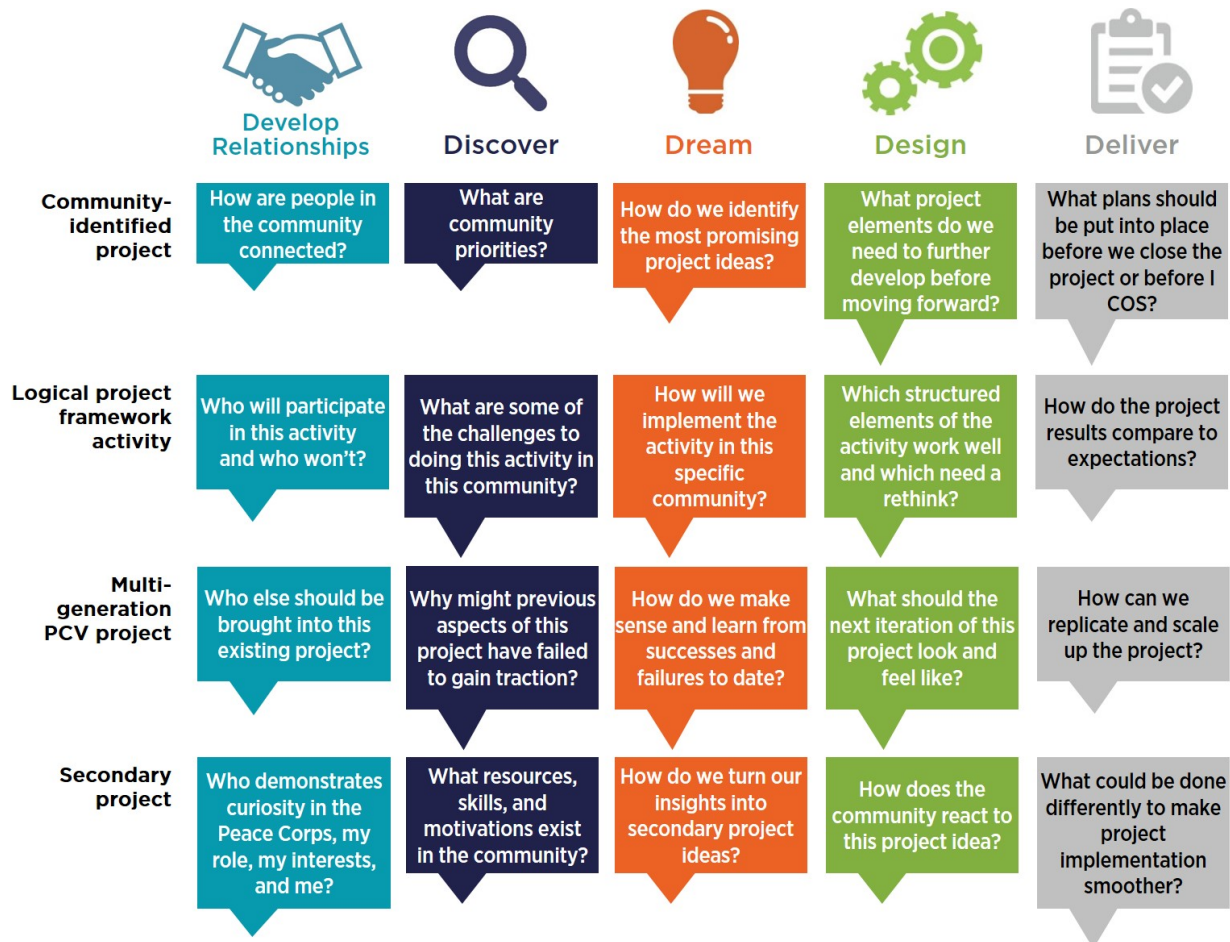 Develop
Relationships
Discover
Dream
Design
Deliver
Community-
identified
project
How are people in
the community
connected?
What are
community
priorities?
How do we identify
the most promising
project ideas?
What project
elements do we
need to further
develop before
moving forward?
What plans should
be put into place
before we close the
project or before I
COS?
Logical project
framework
activity
Who will participate
in this activity
and who won't?
What are some of
the challenges to
doing this activity in
this community?
How will we
implement the
activity in this
specific
community?
Which structured
elements of the
activity work well
and which need a
rethink?
How do the project
results compare to
expectations?
Multi-
generation
PCV project
Who else should be
brought into this
existing project?
Why might previous
aspects of this
project have failed
to gain traction?
How do we make
sense and learn from
successes and
failures to date?
What should the
next iteration of this
project look and
feel like?
How can we
replicate and scale
up the project?
Secondary
project
Who demonstrates
curiosity in the
Peace Corps, my
role, my interests,
and me?
What resources,
skills, and
motivations exist
in the community?
How do we turn our
insights into
secondary project
ideas?
How does the
community react to
this project idea?
What could be done
differently to make
project
implementation
smoother?